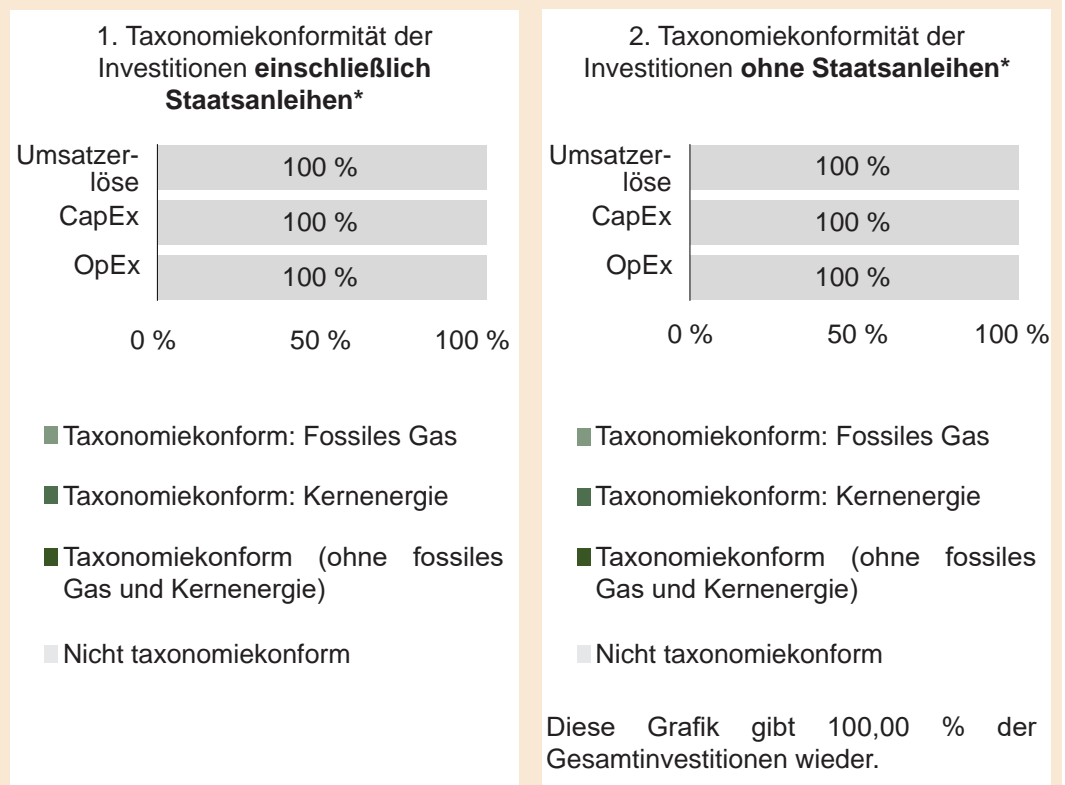 1. Taxonomiekonformität der
Investitionen einschließlich
Staatsanleihen*
Umsatzer-
löse
100 %
CapEx
100 %
OpEx
100 %
0 % 50 % 100 %
Taxonomiekonform: Fossiles Gas
Taxonomiekonform: Kernenergie
Taxonomiekonform (ohne fossiles
Gas und Kernenergie)
Nicht taxonomiekonform
2. Taxonomiekonformität der
Investitionen ohne Staatsanleihen*
Umsatzer-
löse
100 %
CapEx
100 %
OpEx
100 %
0 % 50 % 100 %
Taxonomiekonform: Fossiles Gas
Taxonomiekonform: Kernenergie
Taxonomiekonform (ohne fossiles
Gas und Kernenergie)
Nicht taxonomiekonform
Diese Grafik gibt 100,00 % der
Gesamtinvestitionen wieder.